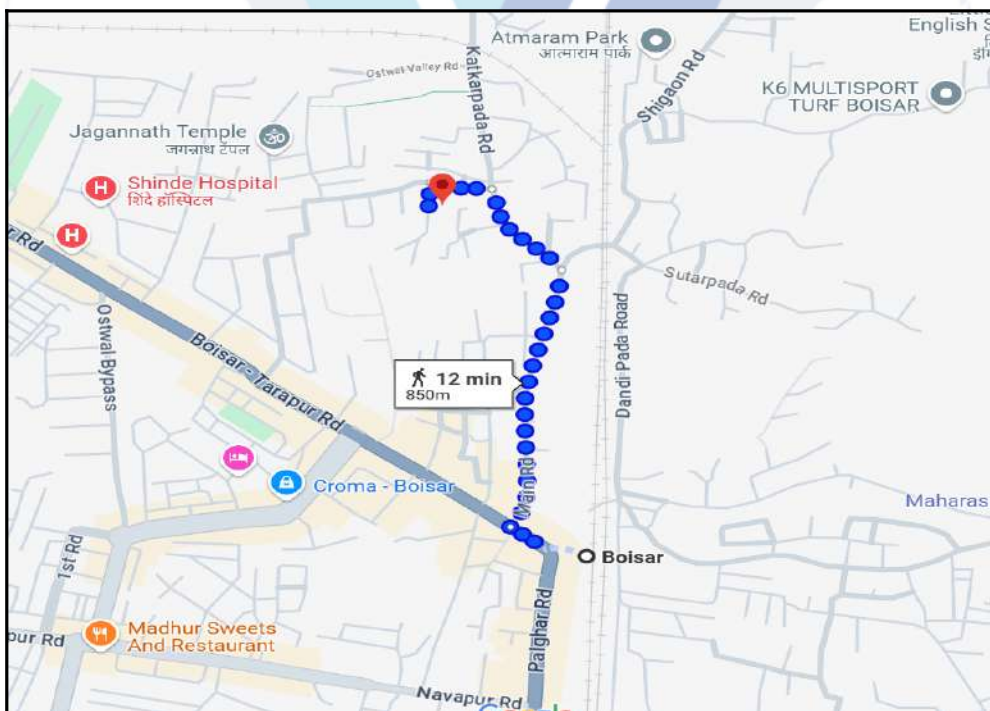 English S
Atmaram Park
आत्माराम पार्क
Katkarpada Rd
Ostwal Valley Rd
Shigaon Rd
K6 MULTISPORT
TURF BOISAR
Jagannath Temple
जगन्नाथ टेंपल
Shinde Hospital
शिंदे हॉस्पिटल
ur Rd
Sutarpada Rd
Ostwal Bypass
Boisar - Tarapur Rd
Dandi Pada Road
12 min
850m
Croma - Boisar
Main Rd
Maharas
Boisar
1st Rd
Palghar Rd
Madhur Sweets
And Restaurant
pur Rd
Navapur Rd